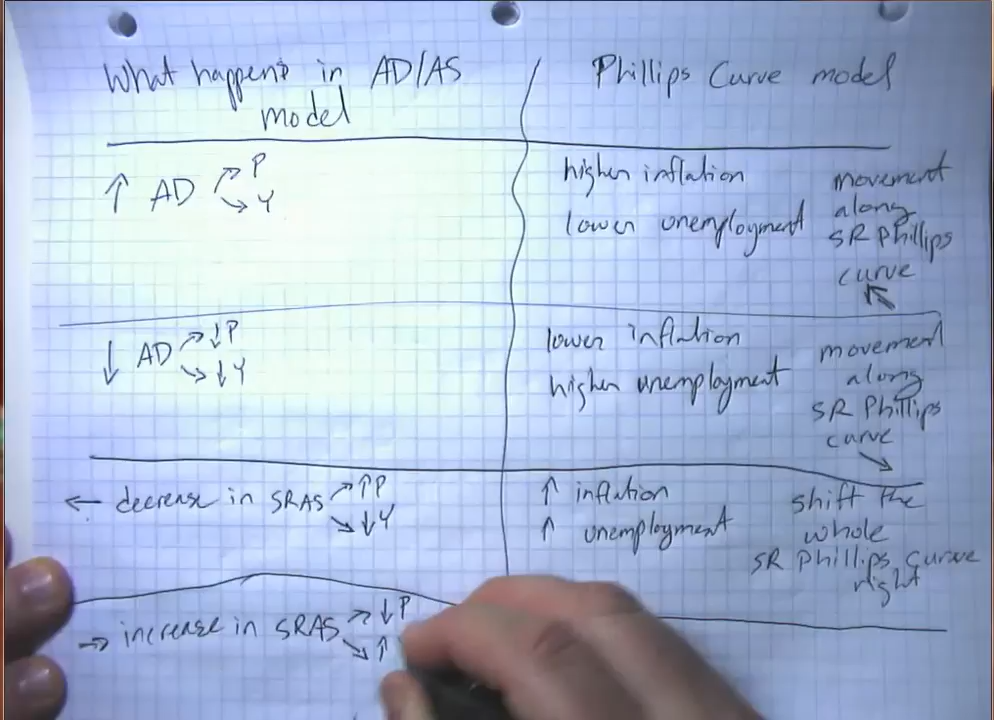 What happens in AD/AS
model
Phillips Curve model
↑ AD ↗ P
↘ Y
higher inflation
lower unemployment
movement
along
SR Phillips
curve
↖
↓ AD ↗ ↓ P
↘ ↓ Y
lower inflation
higher unemployment
movement
along
SR Phillips
curve
↘
← decrease in SRAS ↗ ↑ P
↘ ↓ Y
↑ inflation
↑ unemployment
shift the
whole
SR Phillips curve
right
→ increase in SRAS ↗ ↓ P
↘ ↑